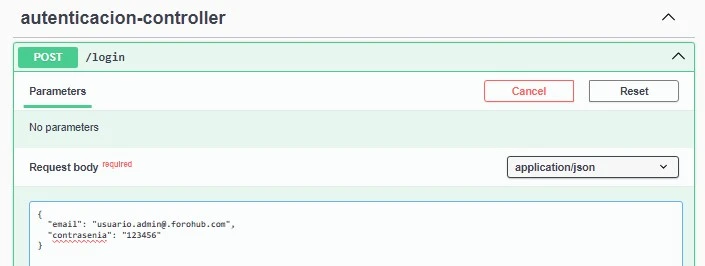 autenticacion-controller
POST /login
Parameters Cancel Reset
No parameters
Request body required application/json
{
"email": "usuario.admin@.forohub.com",
"contrasenia": "123456"
}